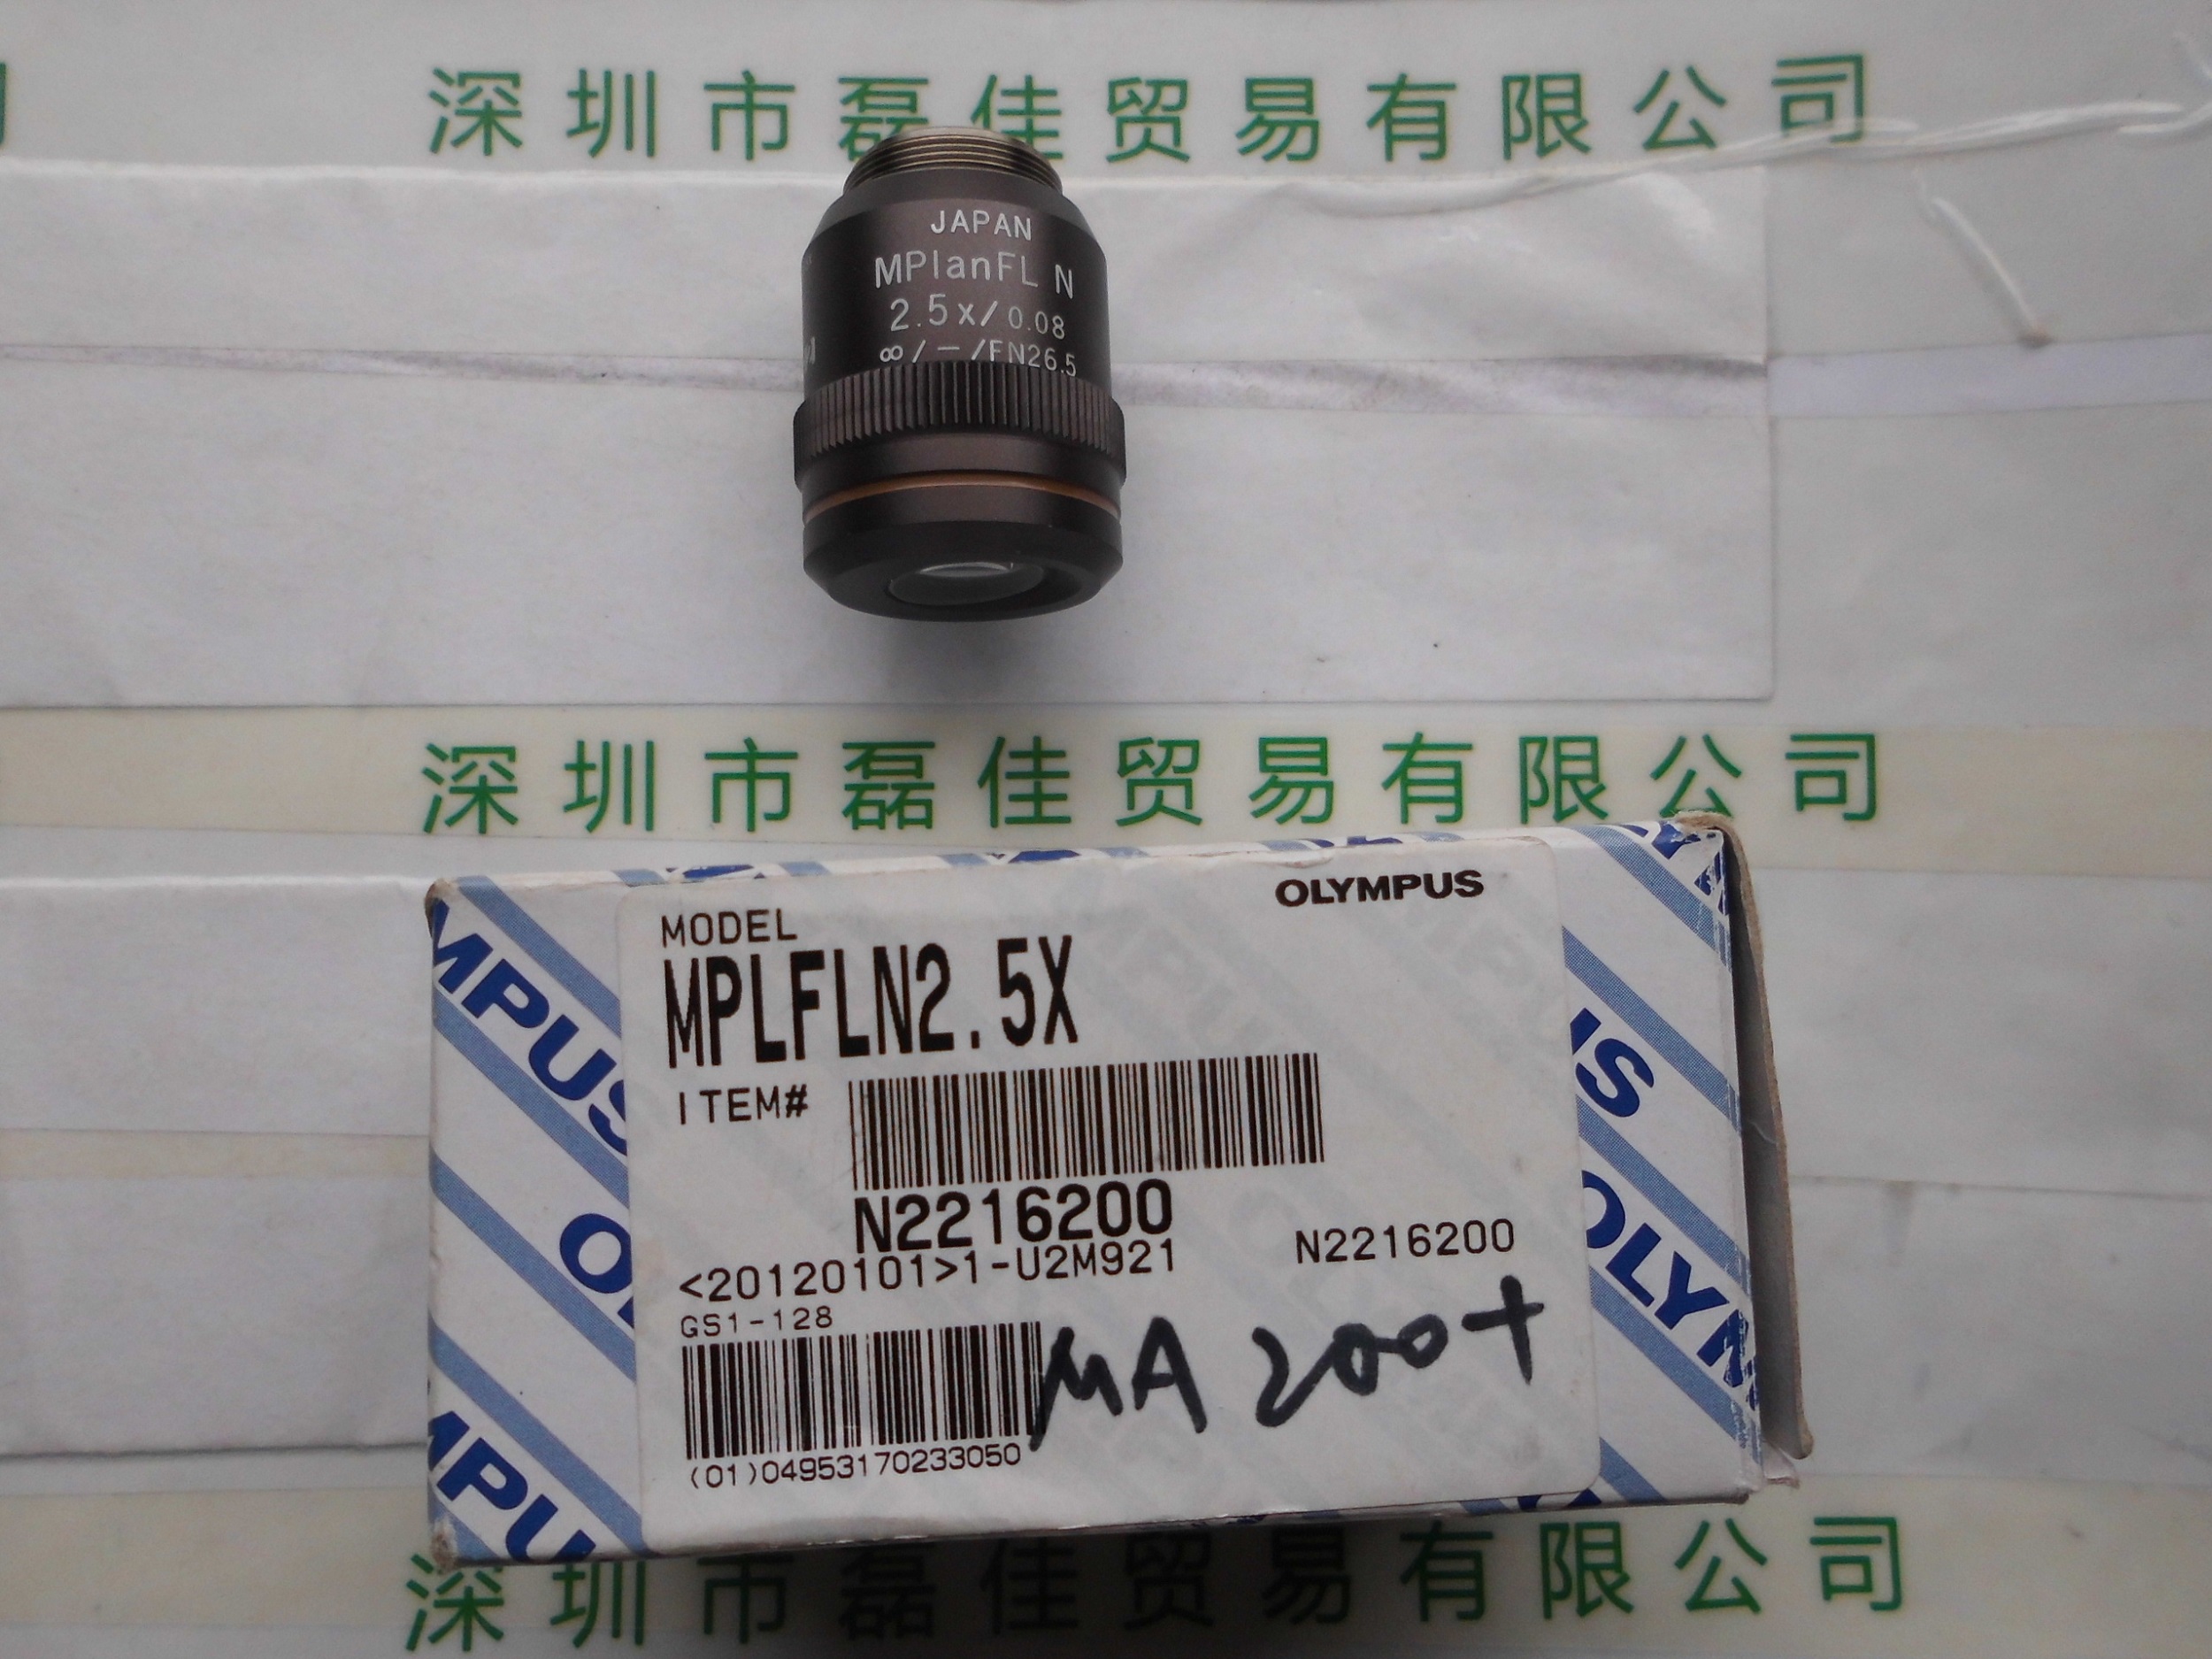 深圳市磊佳贸易有限公司
JAPAN
MPlanFL N
2.5x/0.08
∞/-/FN26.5
深圳市磊佳贸易有限公司
OLYMPUS
MODEL
MPLFLN2.5X
ITEM#
N2216200
<20120101>1-U2M921
N2216200
GS1-128
MA 200+
(01)04953170233050
MPUS
OLYM
深圳市磊佳贸易有限公司